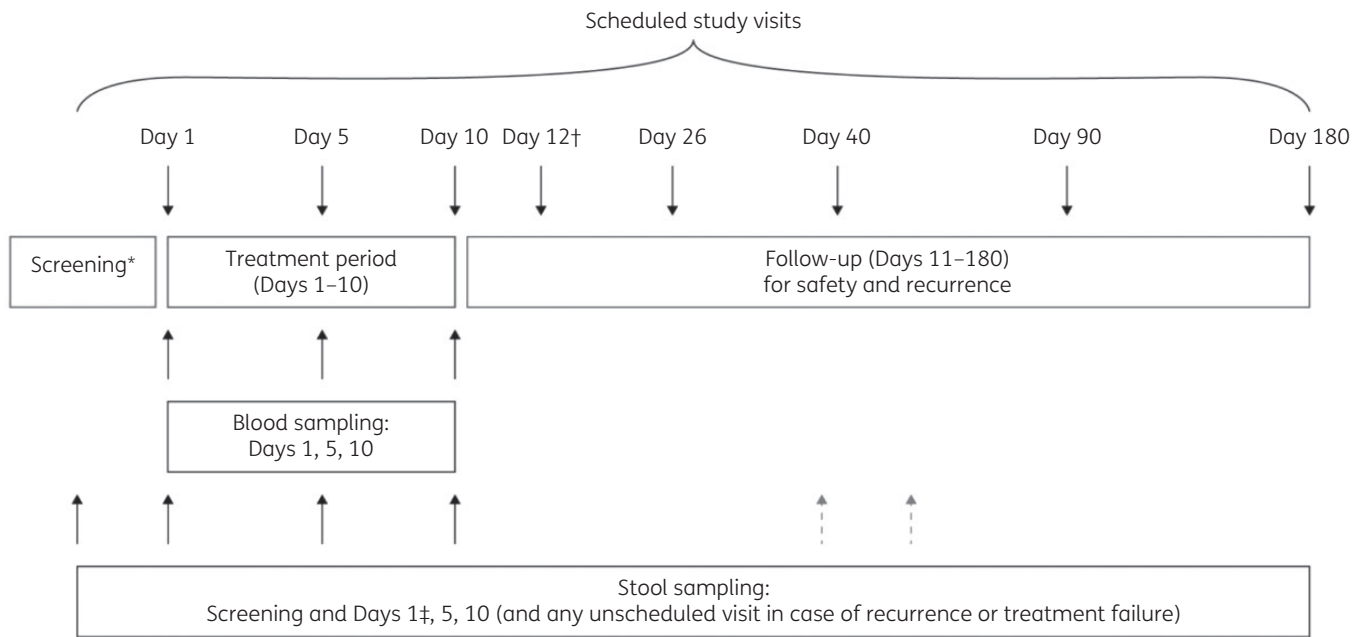 Scheduled study visits
Day 1 Day 5 Day 10 Day 12† Day 26 Day 40 Day 90 Day 180
Screening*
Treatment period
(Days 1–10)
Follow-up (Days 11–180)
for safety and recurrence
Blood sampling:
Days 1, 5, 10
Stool sampling:
Screening and Days 1‡, 5, 10 (and any unscheduled visit in case of recurrence or treatment failure)